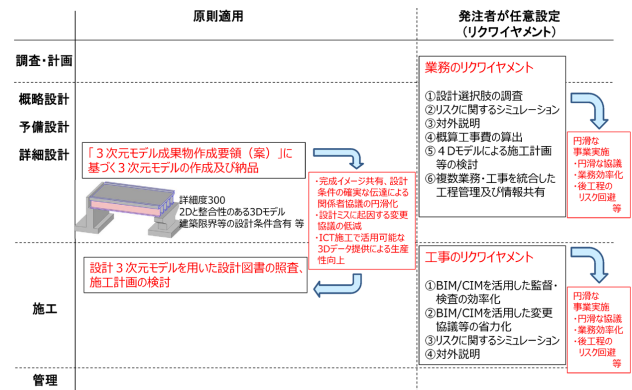 原則適用
発注者が任意設定
（リクワイヤメント）
調査・計画
概略設計
予備設計
詳細設計
施工
管理
「３次元モデル成果物作成要領（案）」に
基づく３次元モデルの作成及び納品
詳細度300
2Dと整合性のある3Dモデル
建築限界等の設計条件含有 等
・完成イメージ共有、設計
条件の確実な伝達による
関係者協議の円滑化
・設計ミスに起因する変更
協議の低減
・ICT施工で活用可能な
3Dデータ提供による生産
性向上
設計３次元モデルを用いた設計図書の照査、
施工計画の検討
業務のリクワイヤメント
①設計選択肢の調査
②リスクに関するシミュレーション
③対外説明
④概算工事費の算出
⑤４Dモデルによる施工計画
等の検討
⑥複数業務・工事を統合した
工程管理及び情報共有
円滑な
事業実施
・円滑な協議
・業務効率化
・後工程の
リスク回避
等
工事のリクワイヤメント
①BIM/CIMを活用した監督・
検査の効率化
②BIM/CIMを活用した変更
協議等の省力化
③リスクに関するシミュレーション
④対外説明
円滑な
事業実施
・円滑な協議
・業務効率化
・後工程の
リスク回避
等